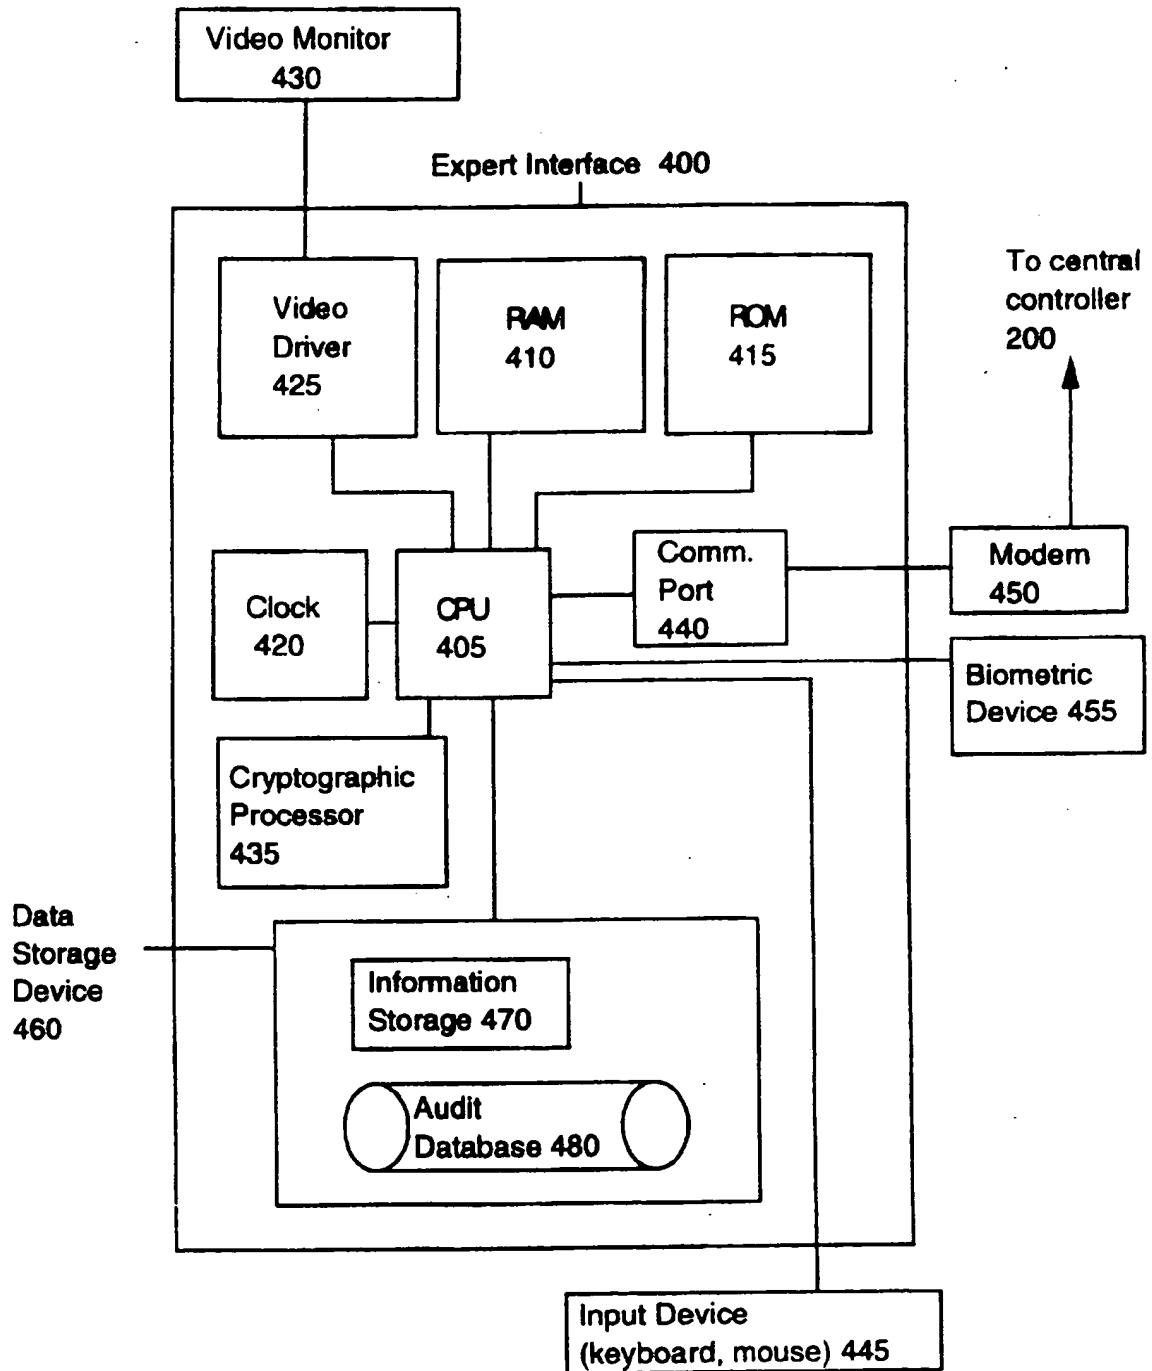 Video Monitor
430
Expert Interface 400
To central
controller
200
Video
Driver
425
RAM
410
ROM
415
Clock
420
CPU
405
Comm.
Port
440
Modem
450
Biometric
Device 455
Cryptographic
Processor
435
Data
Storage
Device
460
Information
Storage 470
Audit
Database 480
Input Device
(keyboard, mouse) 445